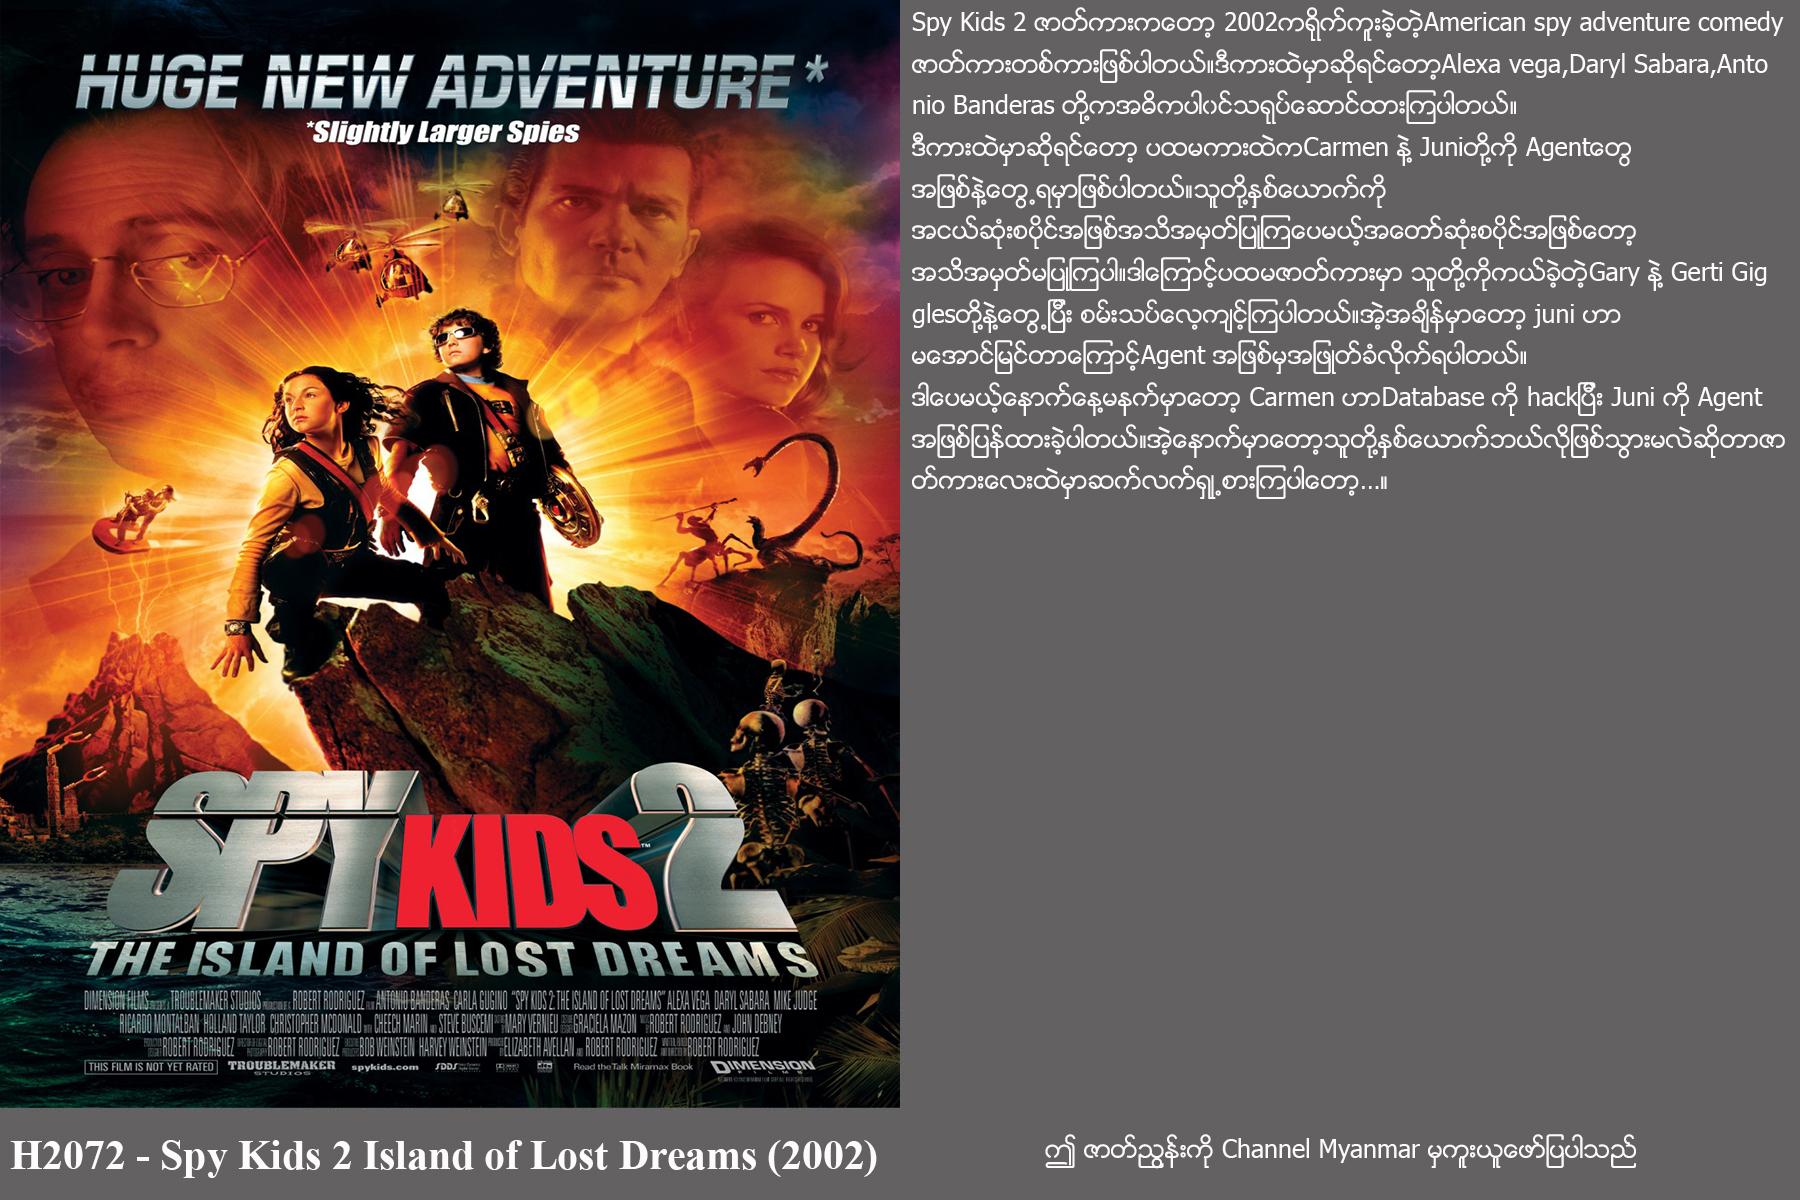 HUGE NEW ADVENTURE*
*Slightly Larger Spies
SPY KIDS 2
THE ISLAND OF LOST DREAMS
DIMENSION FILMS TROUBLEMAKER STUDIOS ROBERT RODRIGUEZ ANTONIO BANDERAS CARLA GUGINO "SPY KIDS 2: THE ISLAND OF LOST DREAMS" ALEXA VEGA DARYL SABARA MIKE JUDGE
RICARDO MONTALBAN HOLLAND TAYLOR CHRISTOPHER MCDONALD WITH CHEECH MARIN AND STEVE BUSCEMI MARY VERNIEU GRACIELA MAZON ROBERT RODRIGUEZ AND JOHN DEBNEY
ROBERT RODRIGUEZ ROBERT RODRIGUEZ BOB WEINSTEIN HARVEY WEINSTEIN ELIZABETH AVELLAN AND ROBERT RODRIGUEZ ROBERT RODRIGUEZ
THIS FILM IS NOT YET RATED TROUBLEMAKER STUDIOS spykids.com SDDS Read the Talk Miramax Book DIMENSION FILMS
H2072 - Spy Kids 2 Island of Lost Dreams (2002)
Spy Kids 2 ဇာတ်ကားကတော့ 2002ကရိုက်ကူးခဲ့တဲ့American spy adventure comedy
ဇာတ်ကားတစ်ကားဖြစ်ပါတယ်။ဒီကားထဲမှာဆိုရင်တော့Alexa vega,Daryl Sabara,Anto
nio Banderas တို့ကအဓိကပါဝင်သရုပ်ဆောင်ထားကြပါတယ်။
ဒီကားထဲမှာဆိုရင်တော့ ပထမကားထဲကCarmen နဲ့ Juniတို့ကို Agentတွေ
အဖြစ်နဲ့တွေ့ရမှာဖြစ်ပါတယ်။သူတို့နှစ်ယောက်ကို
အငယ်ဆုံးစပိုင်အဖြစ်အသိအမှတ်ပြုကြပေမယ့်အတော်ဆုံးစပိုင်အဖြစ်တော့
အသိအမှတ်မပြုကြပါ။ဒါကြောင့်ပထမဇာတ်ကားမှာ သူတို့ကိုကယ်ခဲ့တဲ့Gary နဲ့ Gerti Gig
glesတို့နဲ့တွေ့ပြီး စမ်းသပ်လေ့ကျင့်ကြပါတယ်။အဲ့အချိန်မှာတော့ juni ဟာ
မအောင်မြင်တာကြောင့်Agent အဖြစ်မှအဖြုတ်ခံလိုက်ရပါတယ်။
ဒါပေမယ့်နောက်နေ့မနက်မှာတော့ Carmen ဟာDatabase ကို hackပြီး Juni ကို Agent
အဖြစ်ပြန်ထားခဲ့ပါတယ်။အဲ့နောက်မှာတော့သူတို့နှစ်ယောက်ဘယ်လိုဖြစ်သွားမလဲဆိုတာဇာ
တ်ကားလေးထဲမှာဆက်လက်ရှု့စားကြပါတော့...။
ဤ ဇာတ်ညွှန်းကို Channel Myanmar မှကူးယူဖော်ပြပါသည်